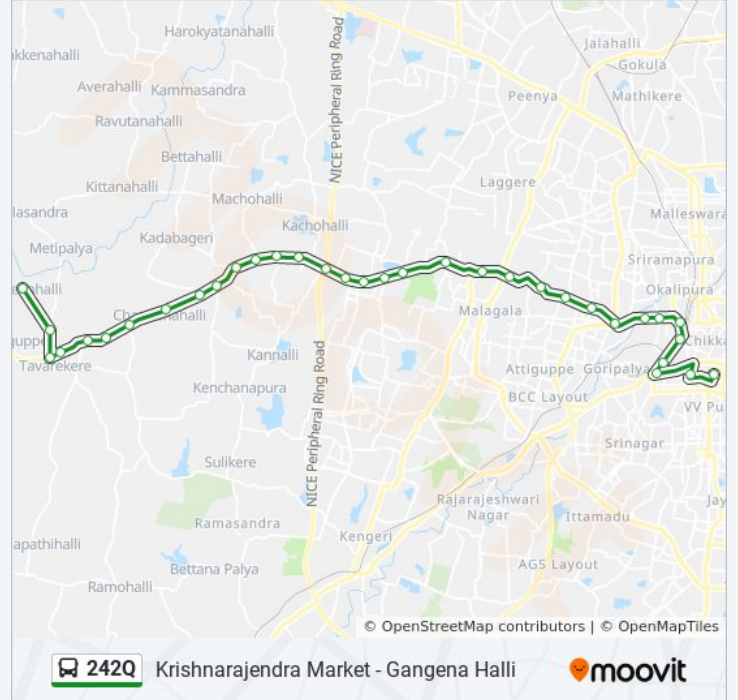 Harokyatanahalli
akkenahalli
Averahalli
Kammasandra
Ravutanahalli
Bettahalli
Kittanahalli
lasandra
Machohalli
Kachohalli
Metipalya
Kadabageri
NICE Peripheral Ring Road
Jalahalli
Gokula
Peenya
Mathikere
Laggere
Malleswara
Sriramapura
Okalipura
Malagala
Chikka
Attiguppe
Goripalya
BCC Layout
VV Pu
Srinagar
Tavarekere
Kannalli
Kenchanapura
NICE Peripheral Ring Road
Sulikere
Ramasandra
Rajarajeshwari
Nagar
Jay
Ittamadu
Kengeri
apathihalli
Bettana Palya
AGS Layout
Ramohalli
© OpenStreetMap contributors | © OpenMapTiles
242Q Krishnarajendra Market - Gangena Halli
moovit